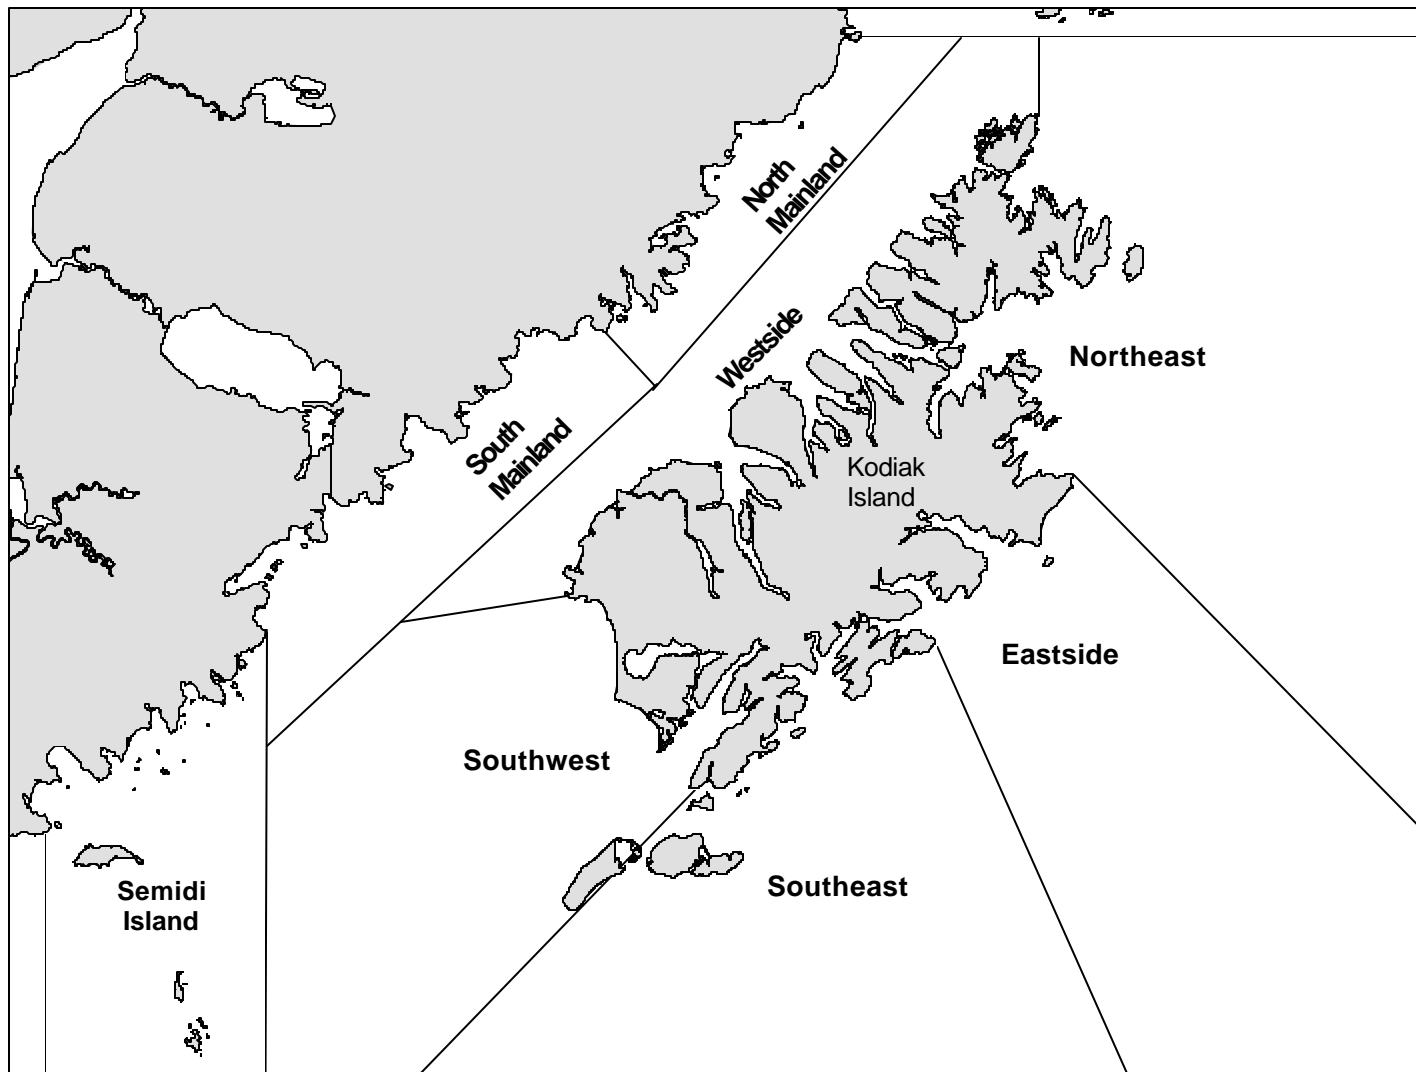 North
Mainland
Westside
Northeast
South
Mainland
Kodiak
Island
Eastside
Southwest
Southeast
Semidi
Island